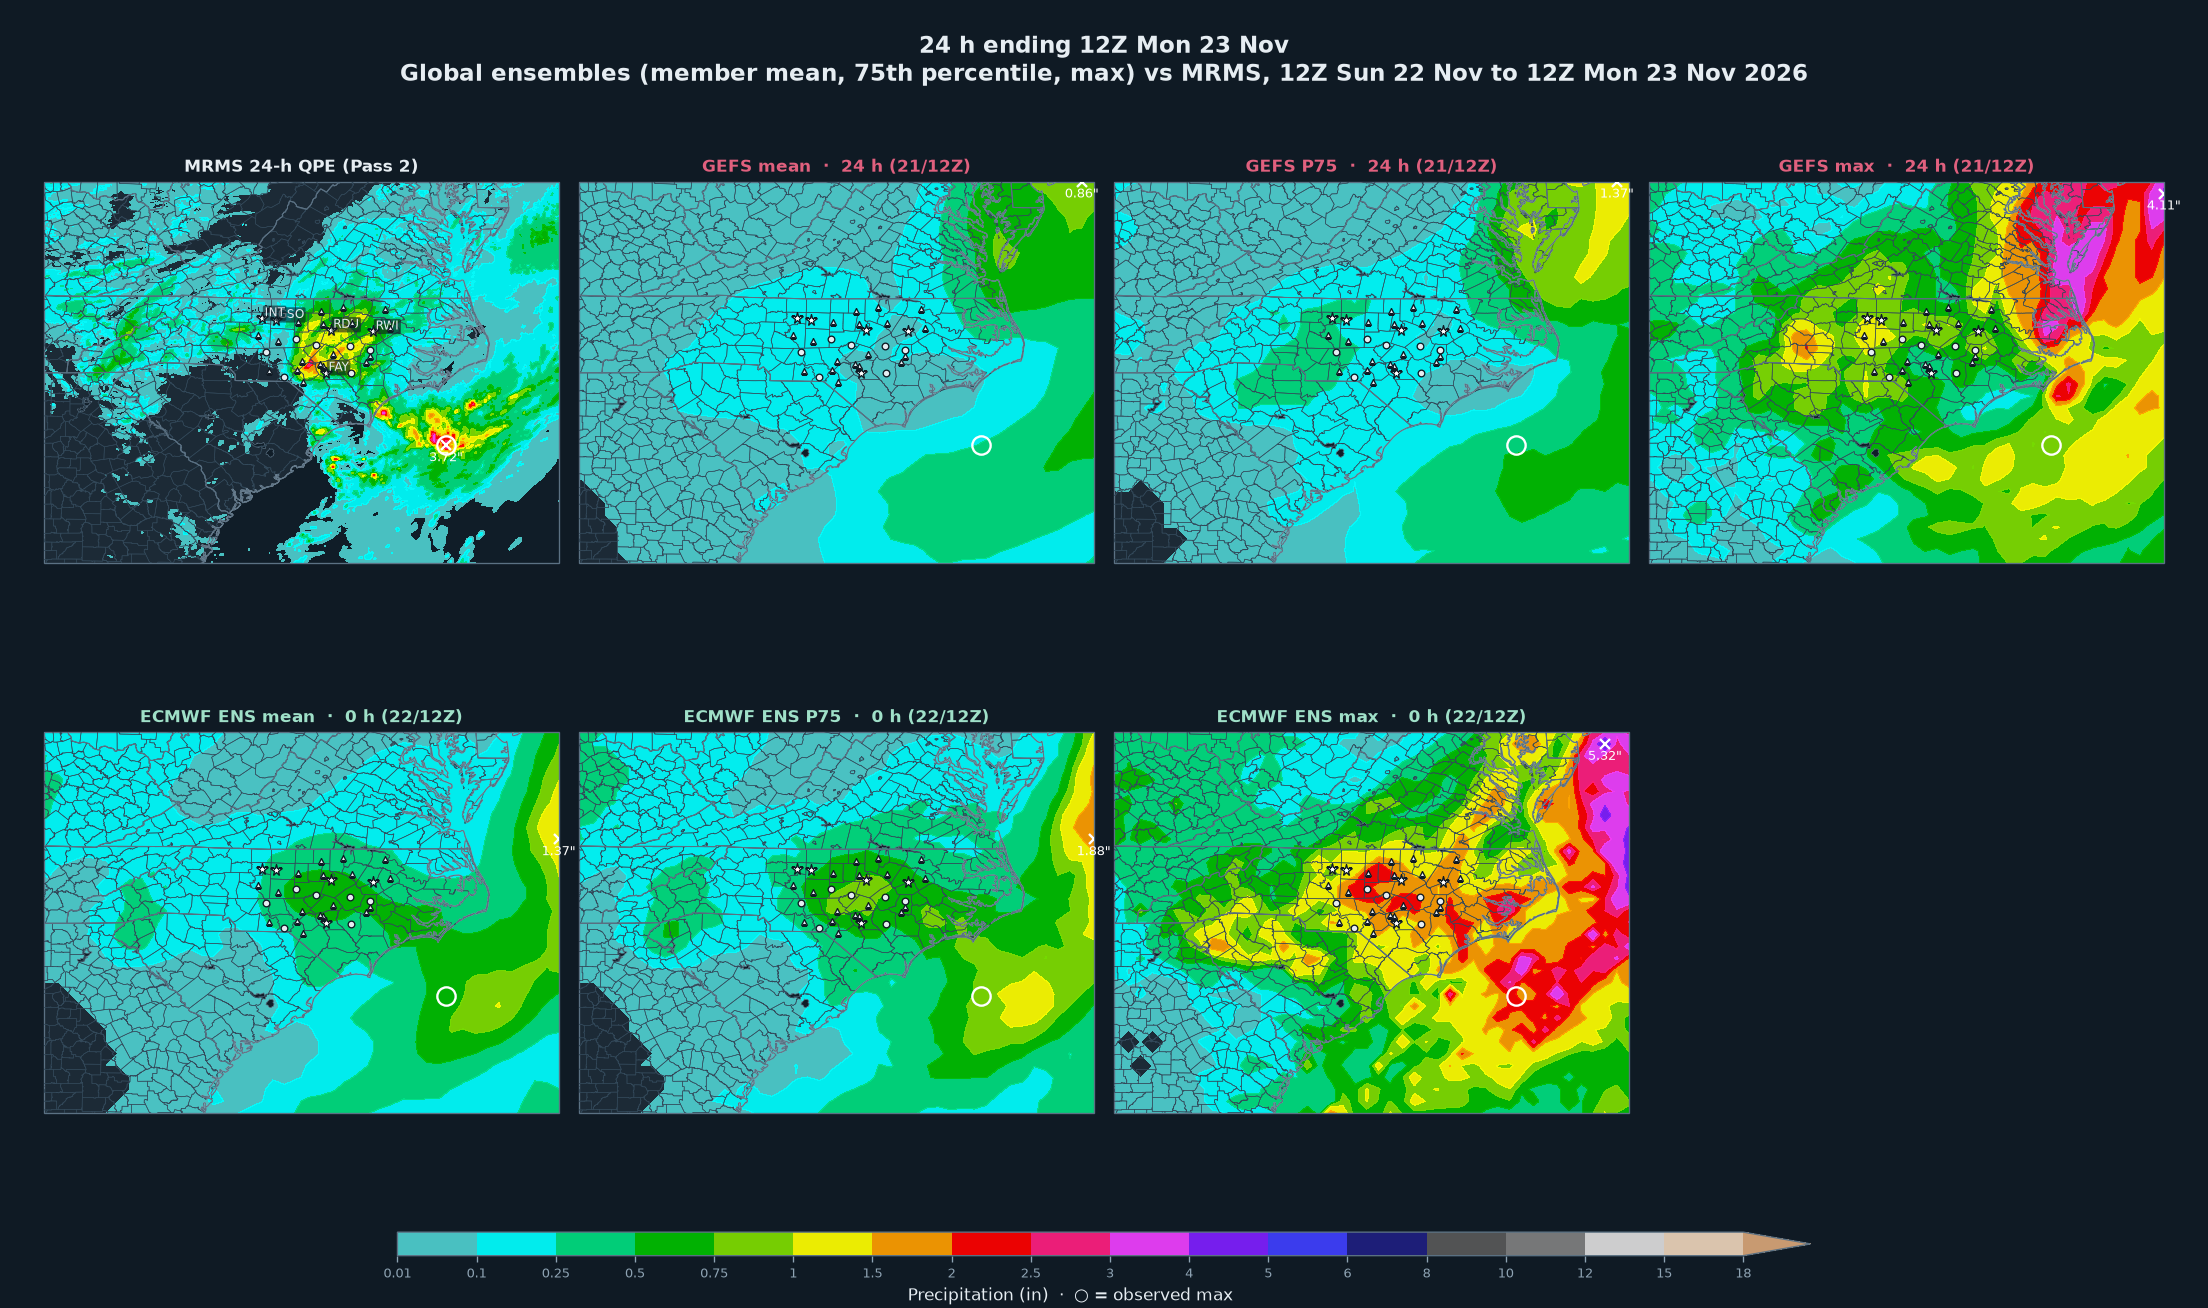 24 h ending 12Z Mon 23 Nov
Global ensembles (member mean, 75th percentile, max) vs MRMS, 12Z Sun 22 Nov to 12Z Mon 23 Nov 2026
MRMS 24-h QPE (Pass 2)
GEFS mean · 24 h (21/12Z)
GEFS P75 · 24 h (21/12Z)
GEFS max · 24 h (21/12Z)
0.86"
1.37"
4.11"
INT
SO
RWI
FAY
3.72"
ECMWF ENS mean · 0 h (22/12Z)
ECMWF ENS P75 · 0 h (22/12Z)
ECMWF ENS max · 0 h (22/12Z)
1.37"
1.88"
5.32"
0.01 0.1 0.25 0.5 0.75 1 1.5 2 2.5 3 4 5 6 8 10 12 15 18
Precipitation (in) · ○ = observed max